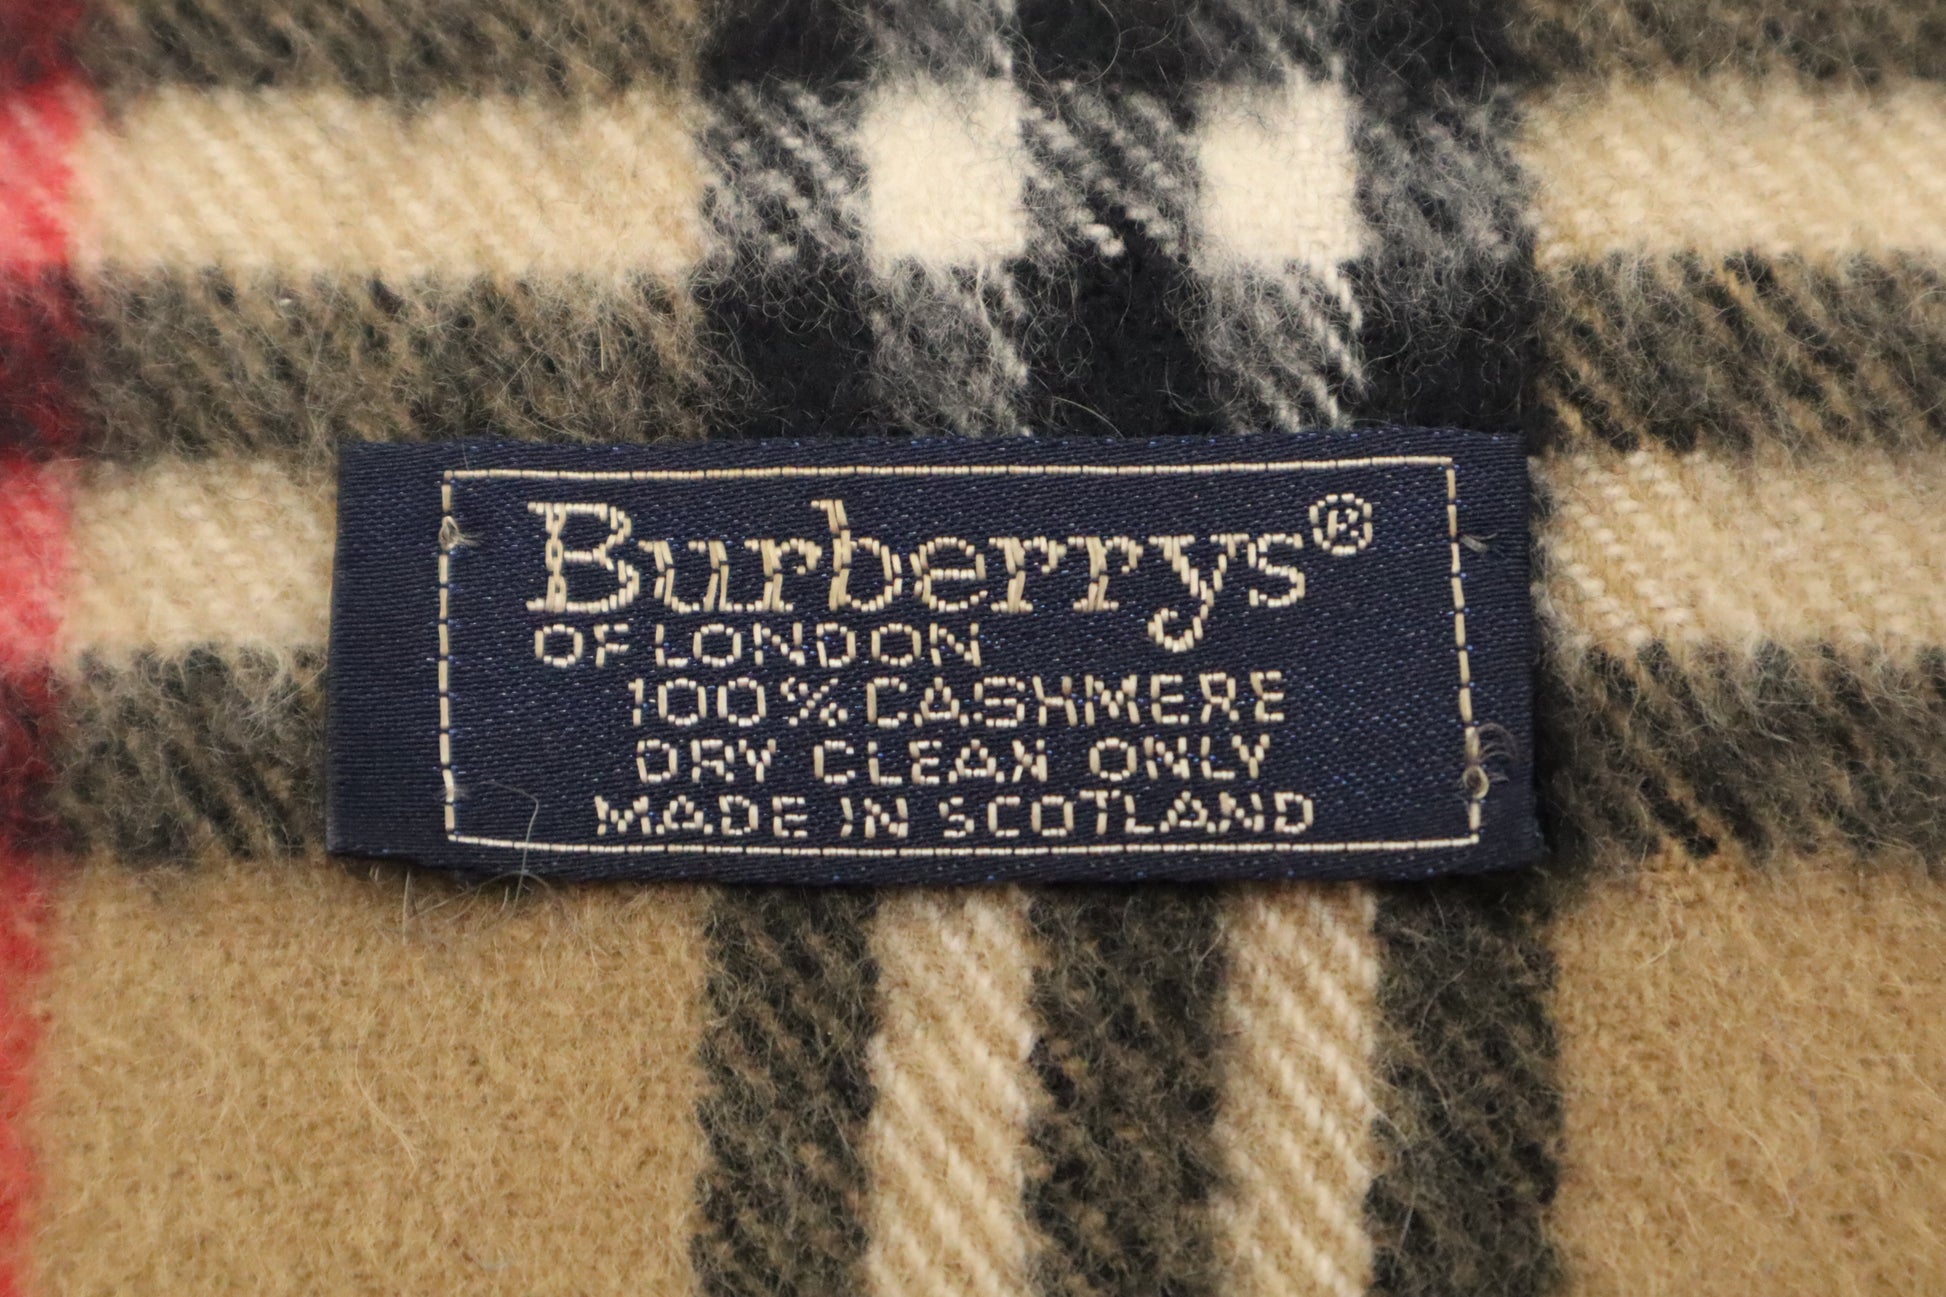 Burberrys®
OF LONDON
100% CASHMERE
DRY CLEAN ONLY
MADE IN SCOTLAND